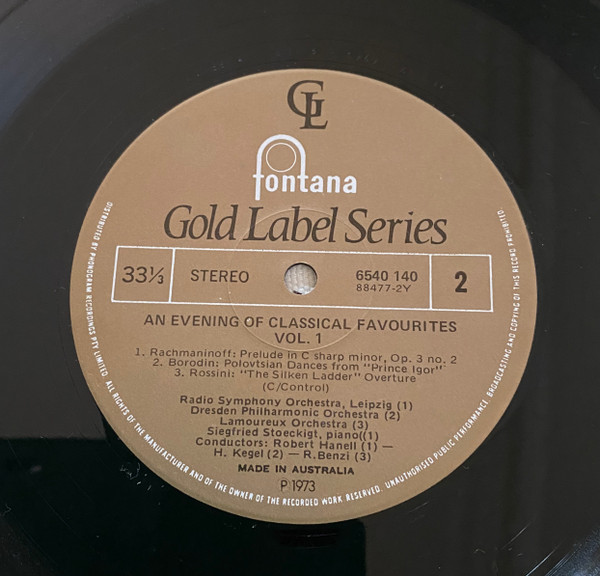 GL
fontana
Gold Label Series
33⅓ STEREO 6540 140 2
88477-2Y
AN EVENING OF CLASSICAL FAVOURITES
VOL. 1
1. Rachmaninoff: Prelude in C sharp minor, Op. 3 no. 2
2. Borodin: Polovtsian Dances from "Prince Igor"
3. Rossini: "The Silken Ladder" Overture
(C/Control)
Radio Symphony Orchestra, Leipzig (1)
Dresden Philharmonic Orchestra (2)
Lamoureux Orchestra (3)
Siegfried Stoeckigt, piano((1)
Conductors: Robert Hanell (1) —
H. Kegel (2) — R. Benzi (3)
MADE IN AUSTRALIA
℗1973
DISTRIBUTED BY PHONOGRAM RECORDINGS PTY. LIMITED. ALL RIGHTS OF THE MANUFACTURER AND OF THE OWNER OF THE RECORDED WORK RESERVED. UNAUTHORISED PUBLIC PERFORMANCE, BROADCASTING AND COPYING OF THIS RECORD PROHIBITED.